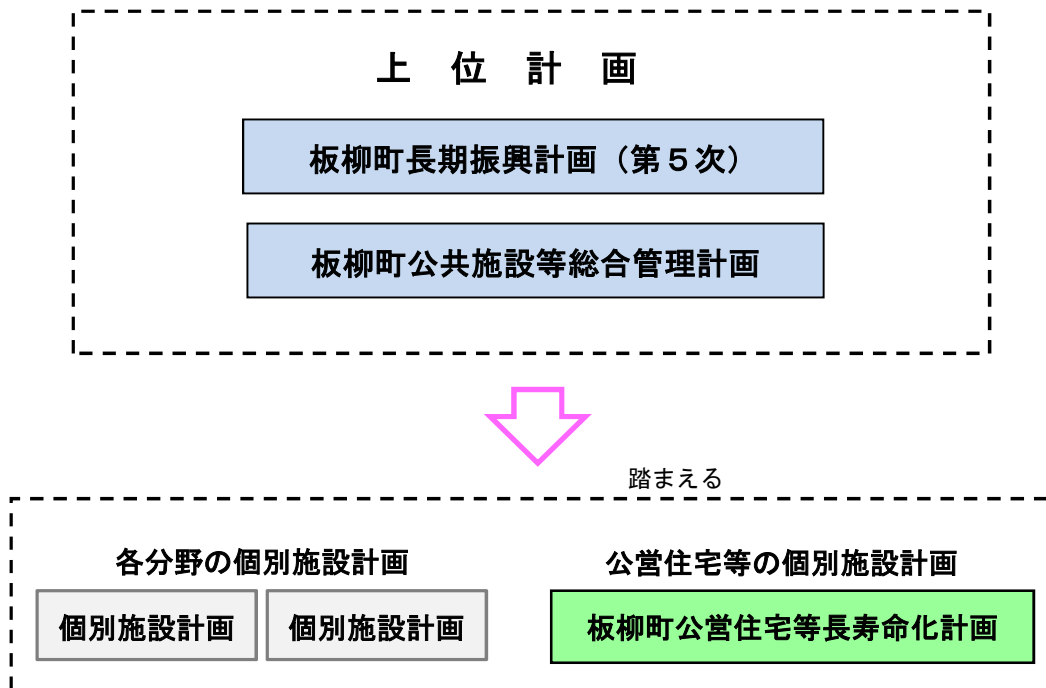 上　位　計　画
板柳町長期振興計画（第５次）
板柳町公共施設等総合管理計画
踏まえる
各分野の個別施設計画
公営住宅等の個別施設計画
個別施設計画
個別施設計画
板柳町公営住宅等長寿命化計画